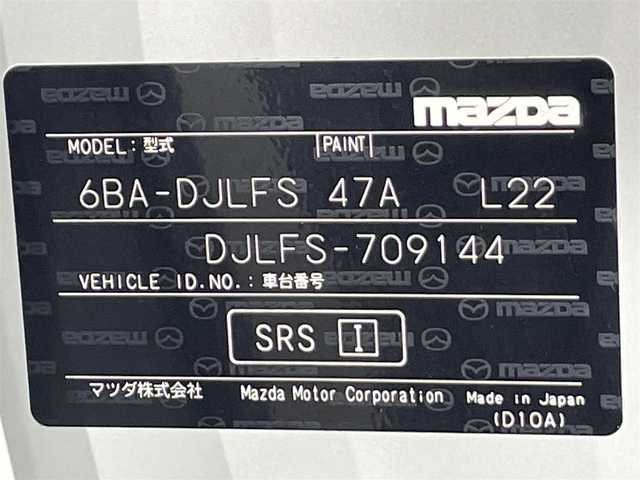 mazda
MODEL: 型式 PAINT
6BA-DJLFS 47A L22
DJLFS-709144
VEHICLE ID.NO.: 車台番号
SRS I
マツダ株式会社 Mazda Motor Corporation Made in Japan
(D10A)